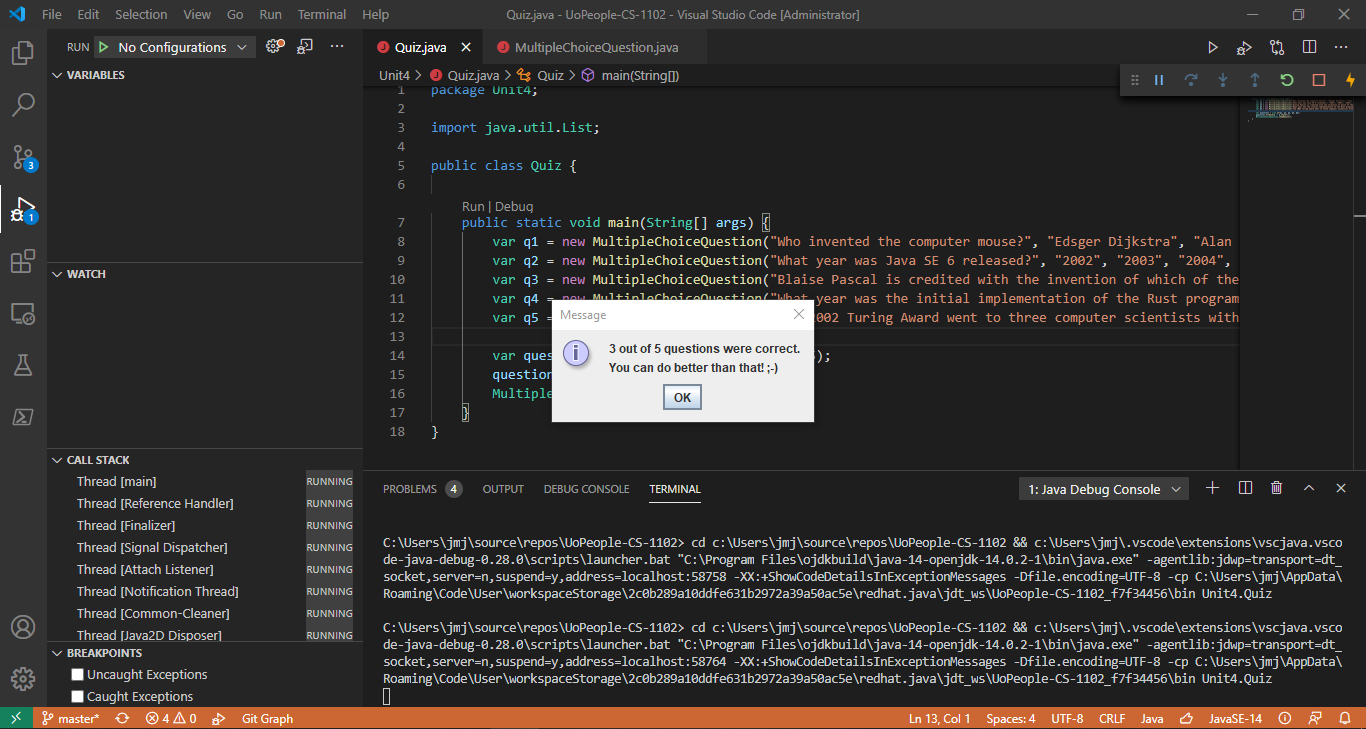 File Edit Selection View Go Run Terminal Help Quiz.java - UoPeople-CS-1102 - Visual Studio Code [Administrator]
RUN No Configurations
VARIABLES
WATCH
CALL STACK
Thread [main] RUNNING
Thread [Reference Handler] RUNNING
Thread [Finalizer] RUNNING
Thread [Signal Dispatcher] RUNNING
Thread [Attach Listener] RUNNING
Thread [Notification Thread] RUNNING
Thread [Common-Cleaner] RUNNING
Thread [Java2D Disposer] RUNNING
BREAKPOINTS
Uncaught Exceptions
Caught Exceptions
3
1
Quiz.java MultipleChoiceQuestion.java
Unit4 > Quiz.java > Quiz > main(String[])
1 package Unit4;
2
3 import java.util.List;
4
5 public class Quiz {
6
Run | Debug
7 public static void main(String[] args) {
8 var q1 = new MultipleChoiceQuestion("Who invented the computer mouse?", "Edsger Dijkstra", "Alan
9 var q2 = new MultipleChoiceQuestion("What year was Java SE 6 released?", "2002", "2003", "2004",
10 var q3 = new MultipleChoiceQuestion("Blaise Pascal is credited with the invention of which of the
11 var q4 = new MultipleChoiceQuestion("What year was the initial implementation of the Rust program
12 var q5 = 2002 Turing Award went to three computer scientists with
13
14 var ques );
15 question
16 Multiple
17 }
18 }
Message
3 out of 5 questions were correct.
You can do better than that! ;-)
OK
PROBLEMS 4 OUTPUT DEBUG CONSOLE TERMINAL 1: Java Debug Console
C:\Users\jmj\source\repos\UoPeople-CS-1102> cd c:\Users\jmj\source\repos\UoPeople-CS-1102 && c:\Users\jmj\.vscode\extensions\vscjava.vsco
de-java-debug-0.28.0\scripts\launcher.bat "C:\Program Files\ojdkbuild\java-14-openjdk-14.0.2-1\bin\java.exe" -agentlib:jdwp=transport=dt_
socket,server=n,suspend=y,address=localhost:58758 -XX:+ShowCodeDetailsInExceptionMessages -Dfile.encoding=UTF-8 -cp C:\Users\jmj\AppData\
Roaming\Code\User\workspaceStorage\2c0b289a10ddfe631b2972a39a50ac5e\redhat.java\jdt_ws\UoPeople-CS-1102_f7f34456\bin Unit4.Quiz
C:\Users\jmj\source\repos\UoPeople-CS-1102> cd c:\Users\jmj\source\repos\UoPeople-CS-1102 && c:\Users\jmj\.vscode\extensions\vscjava.vsco
de-java-debug-0.28.0\scripts\launcher.bat "C:\Program Files\ojdkbuild\java-14-openjdk-14.0.2-1\bin\java.exe" -agentlib:jdwp=transport=dt_
socket,server=n,suspend=y,address=localhost:58764 -XX:+ShowCodeDetailsInExceptionMessages -Dfile.encoding=UTF-8 -cp C:\Users\jmj\AppData\
Roaming\Code\User\workspaceStorage\2c0b289a10ddfe631b2972a39a50ac5e\redhat.java\jdt_ws\UoPeople-CS-1102_f7f34456\bin Unit4.Quiz
master* 4 0 Git Graph Ln 13, Col 1 Spaces: 4 UTF-8 CRLF Java JavaSE-14